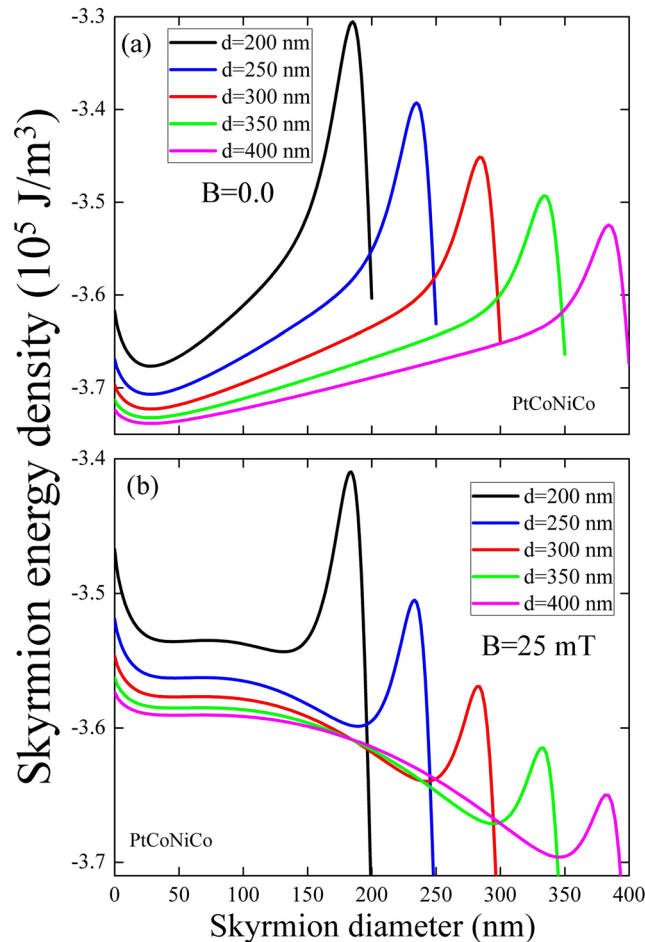 Skyrmion energy density (10⁵ J/m³)
-3.3
(a)
d=200 nm
d=250 nm
d=300 nm
d=350 nm
d=400 nm
-3.4
B=0.0
-3.5
-3.6
-3.7
PtCoNiCo
-3.4
(b)
d=200 nm
d=250 nm
d=300 nm
d=350 nm
d=400 nm
-3.5
B=25 mT
-3.6
PtCoNiCo
-3.7
0 50 100 150 200 250 300 350 400
Skyrmion diameter (nm)